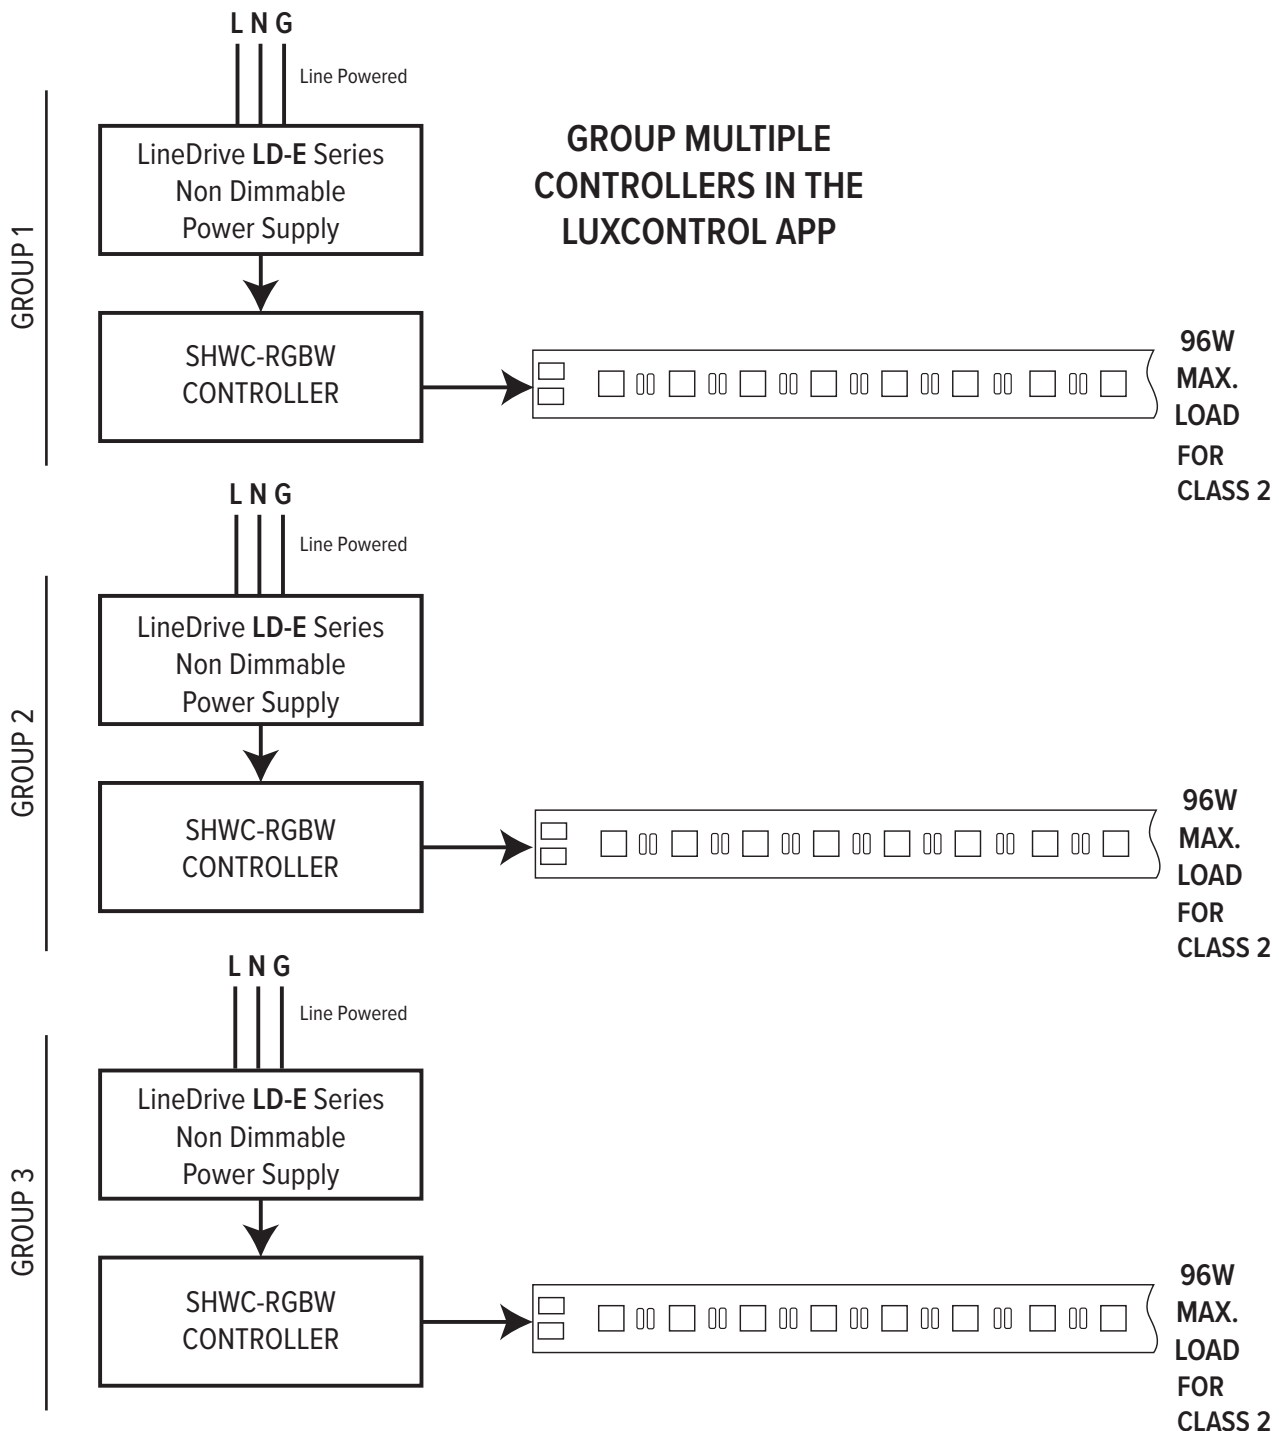 L N G
Line Powered
GROUP 1
LineDrive LD-E Series
Non Dimmable
Power Supply
GROUP MULTIPLE
CONTROLLERS IN THE
LUXCONTROL APP
SHWC-RGBW
CONTROLLER
96W
MAX.
LOAD
FOR
CLASS 2
L N G
Line Powered
GROUP 2
LineDrive LD-E Series
Non Dimmable
Power Supply
SHWC-RGBW
CONTROLLER
96W
MAX.
LOAD
FOR
CLASS 2
L N G
Line Powered
GROUP 3
LineDrive LD-E Series
Non Dimmable
Power Supply
SHWC-RGBW
CONTROLLER
96W
MAX.
LOAD
FOR
CLASS 2